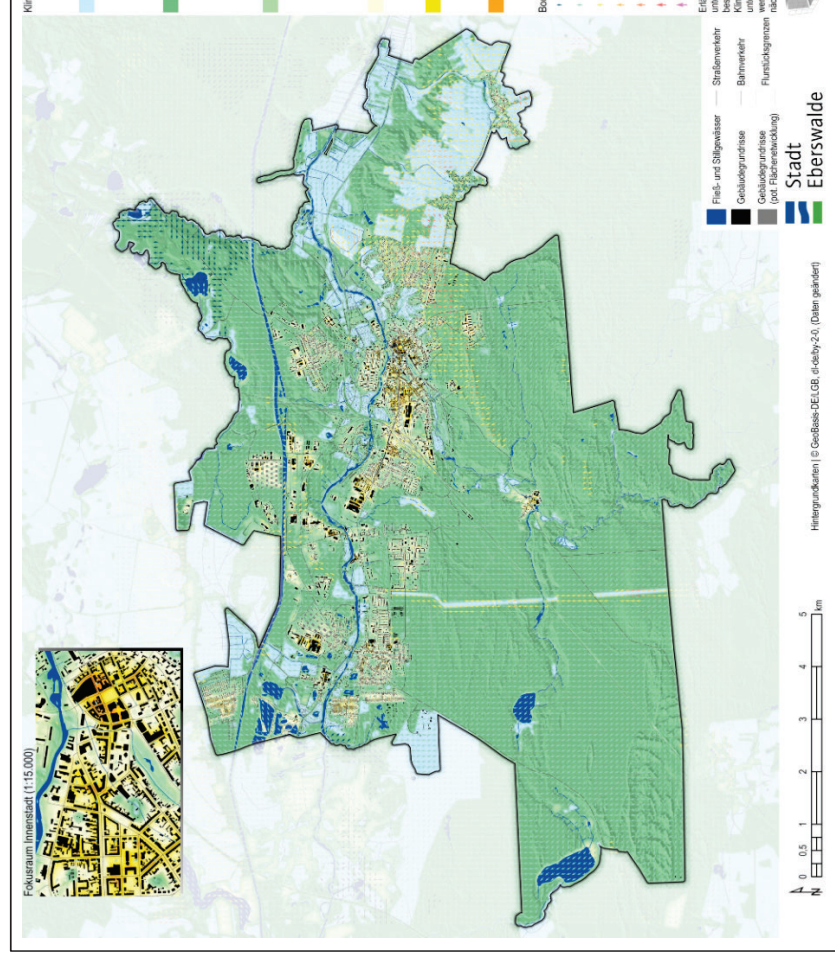 Fokusraum Innenstadt (1:15.000)
Fließ- und Stillgewässer
Gebäudegrundrisse
Gebäudegrundrisse
(pot. Flächenetwicklung)
Straßenverkehr
Bahnverkehr
Flurstücksgrenzen
N
0 0.5 1 2 3 4 5
km
Hintergrundkarten | © GeoBasis-DE/LGB, dl-de/by-2-0, (Daten geändert)
Stadt
Eberswalde